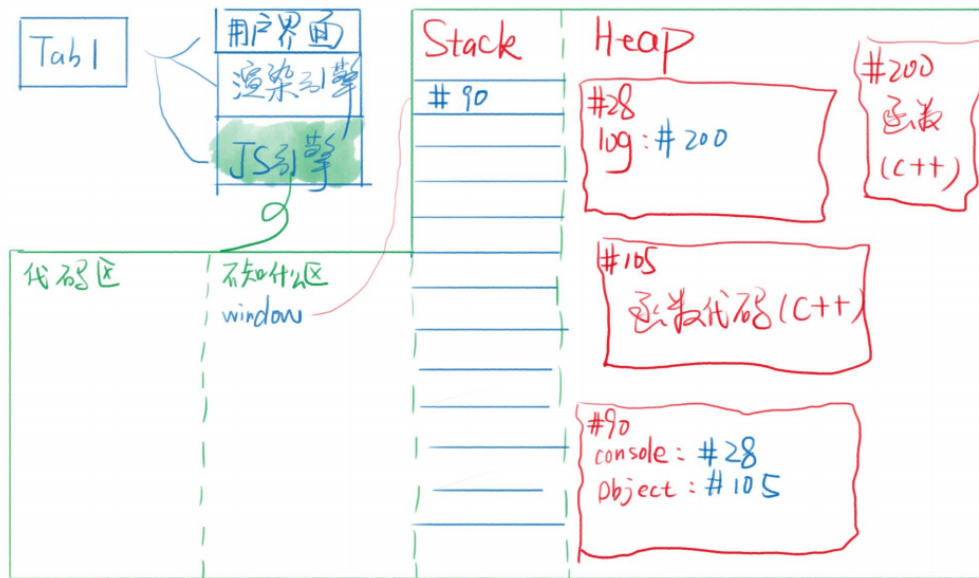 Tab1
用户界面
渲染引擎
JS引擎
代码区
不知什么区
window
Stack
#90
Heap
#28
log:#200
#200
函数
(C++)
#105
函数代码(C++)
#90
console:#28
Object:#105